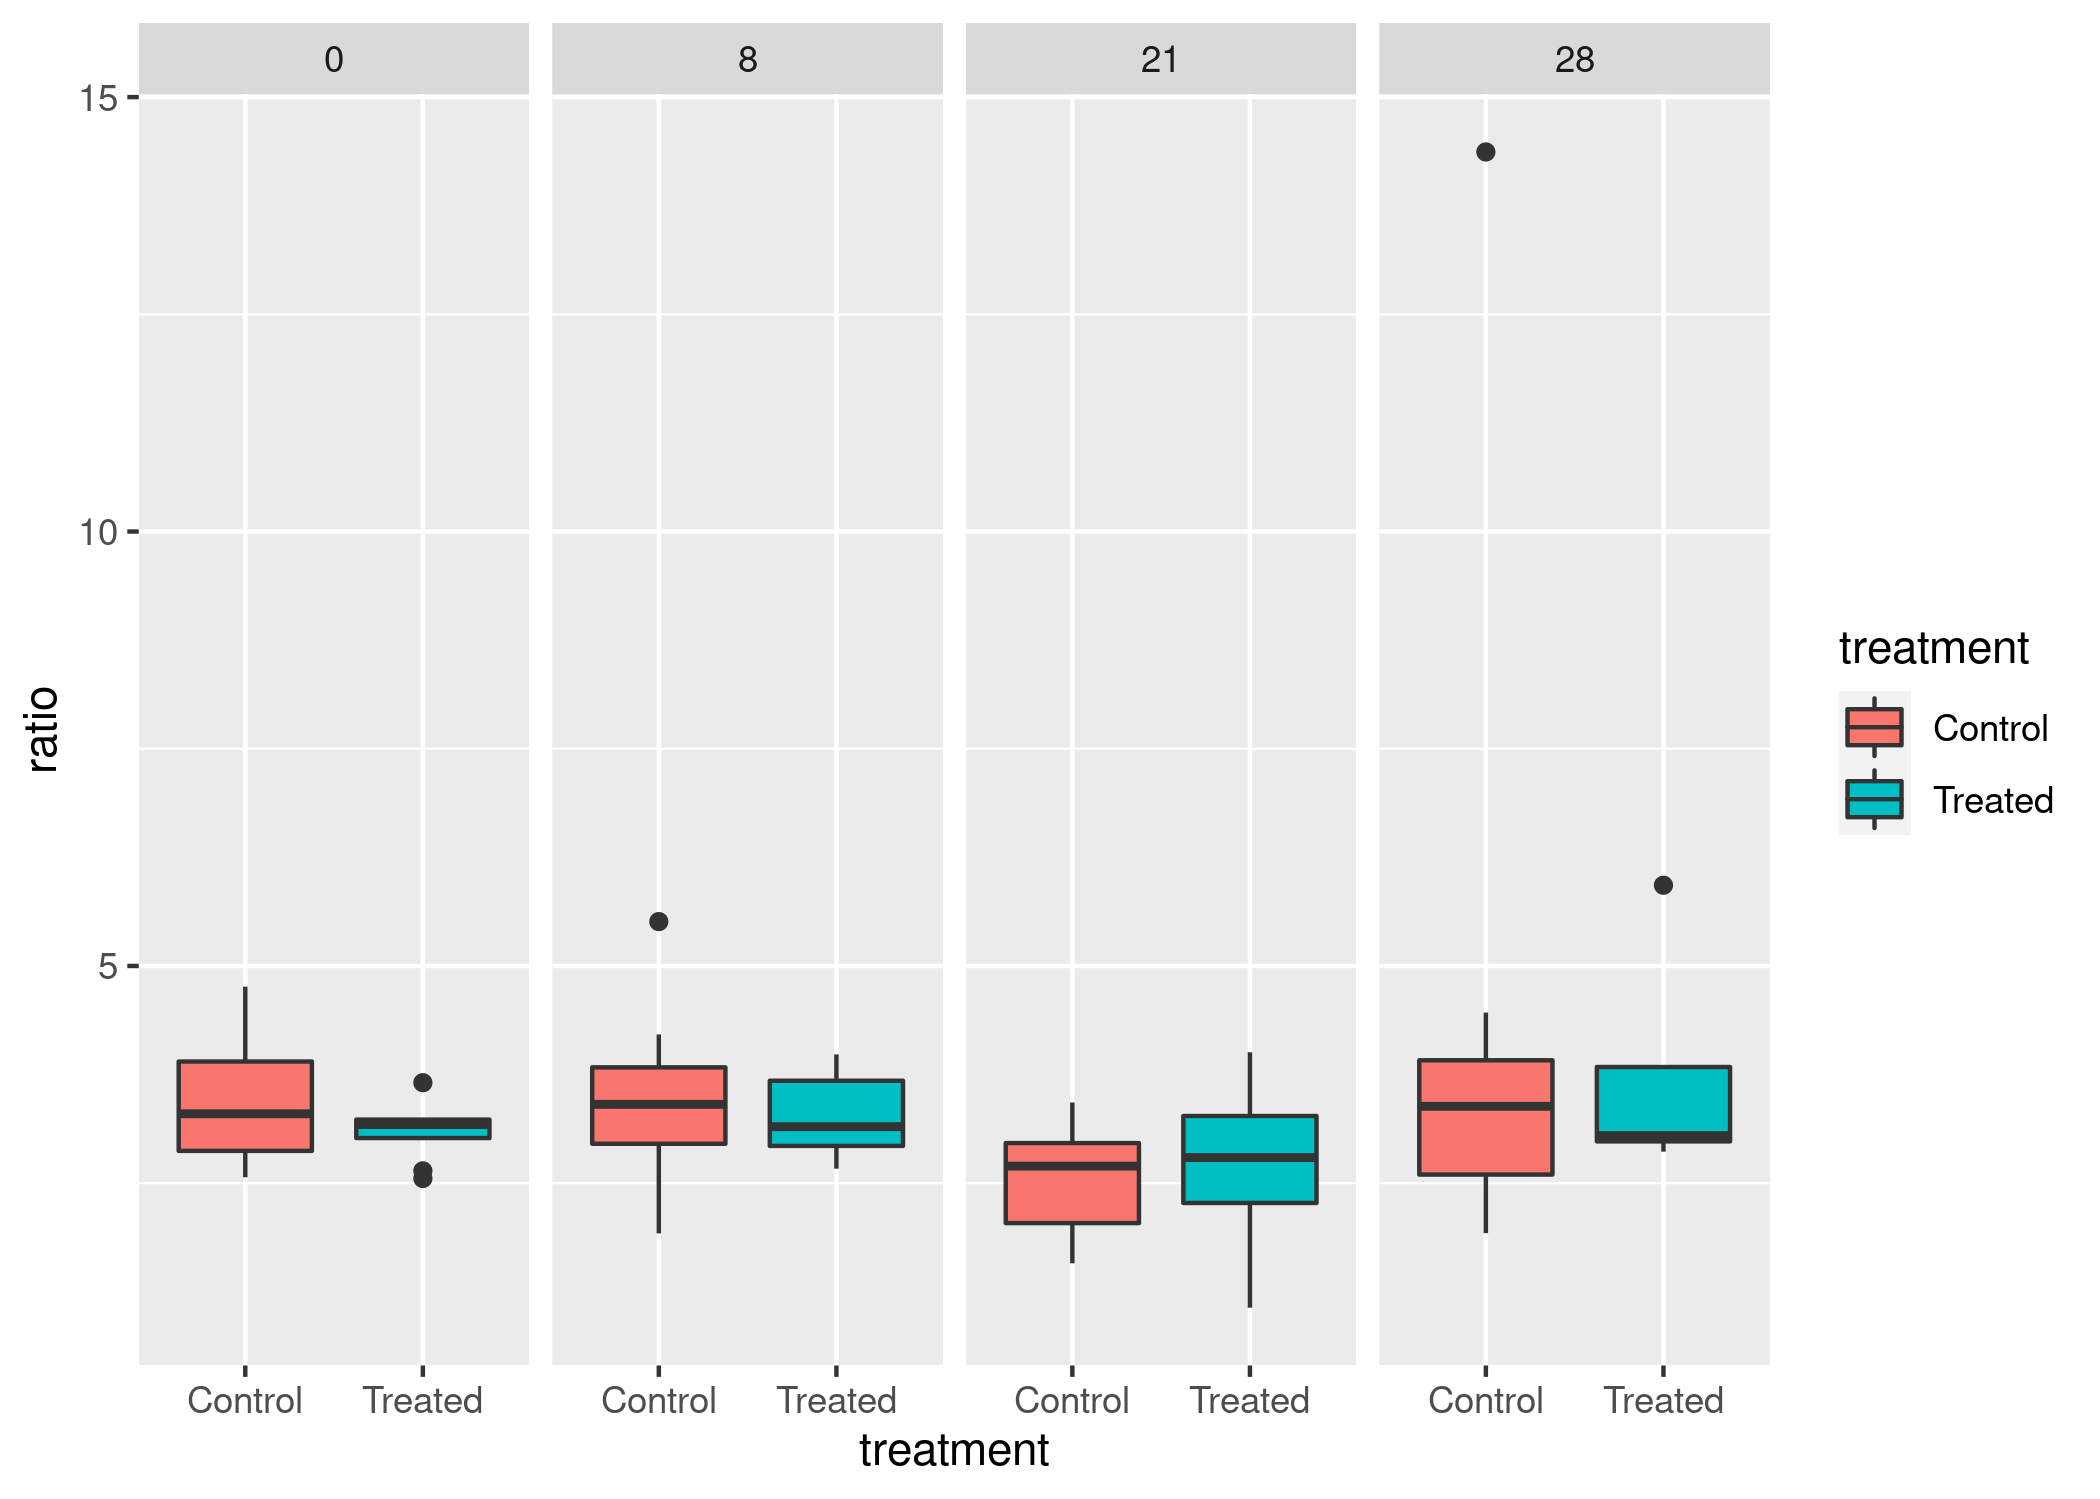 0 8 21 28
15
10
5
ratio
Control Treated Control Treated Control Treated Control Treated
treatment
treatment
Control
Treated